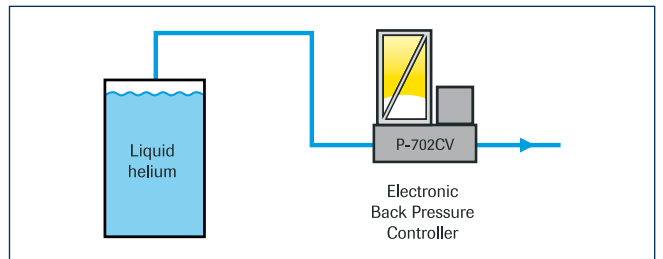 Liquid
helium
P-702CV
Electronic
Back Pressure
Controller